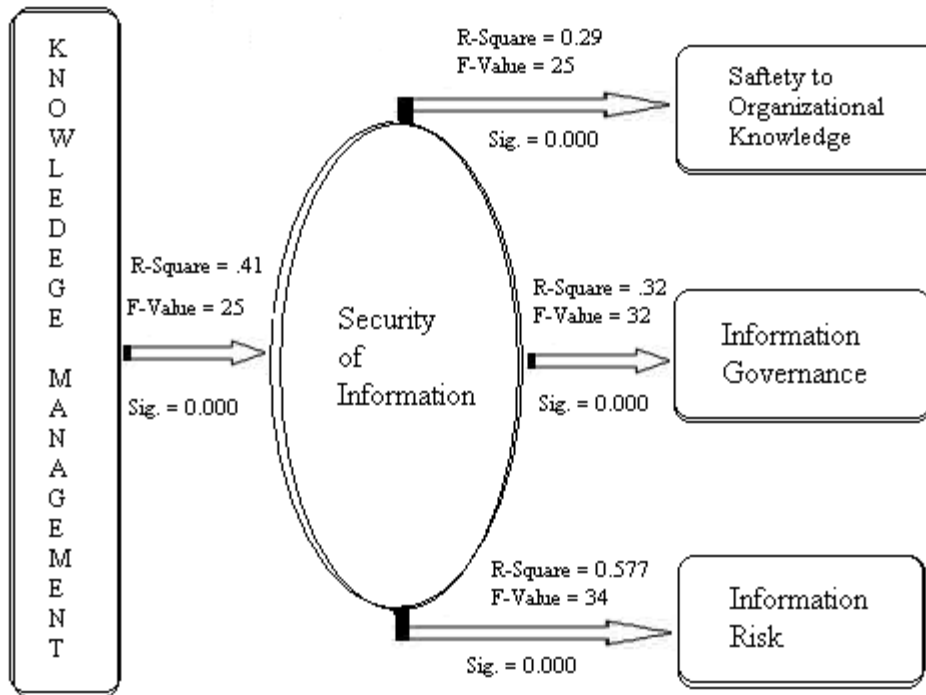 KNOWLEDEGE MANAGEMENT
R-Square = .41
F-Value = 25
Sig. = 0.000
Security
of
Information
R-Square = 0.29
F-Value = 25
Sig. = 0.000
Saftety to
Organizational
Knowledge
R-Square = .32
F-Value = 32
Sig. = 0.000
Information
Governance
R-Square = 0.577
F-Value = 34
Sig. = 0.000
Information
Risk